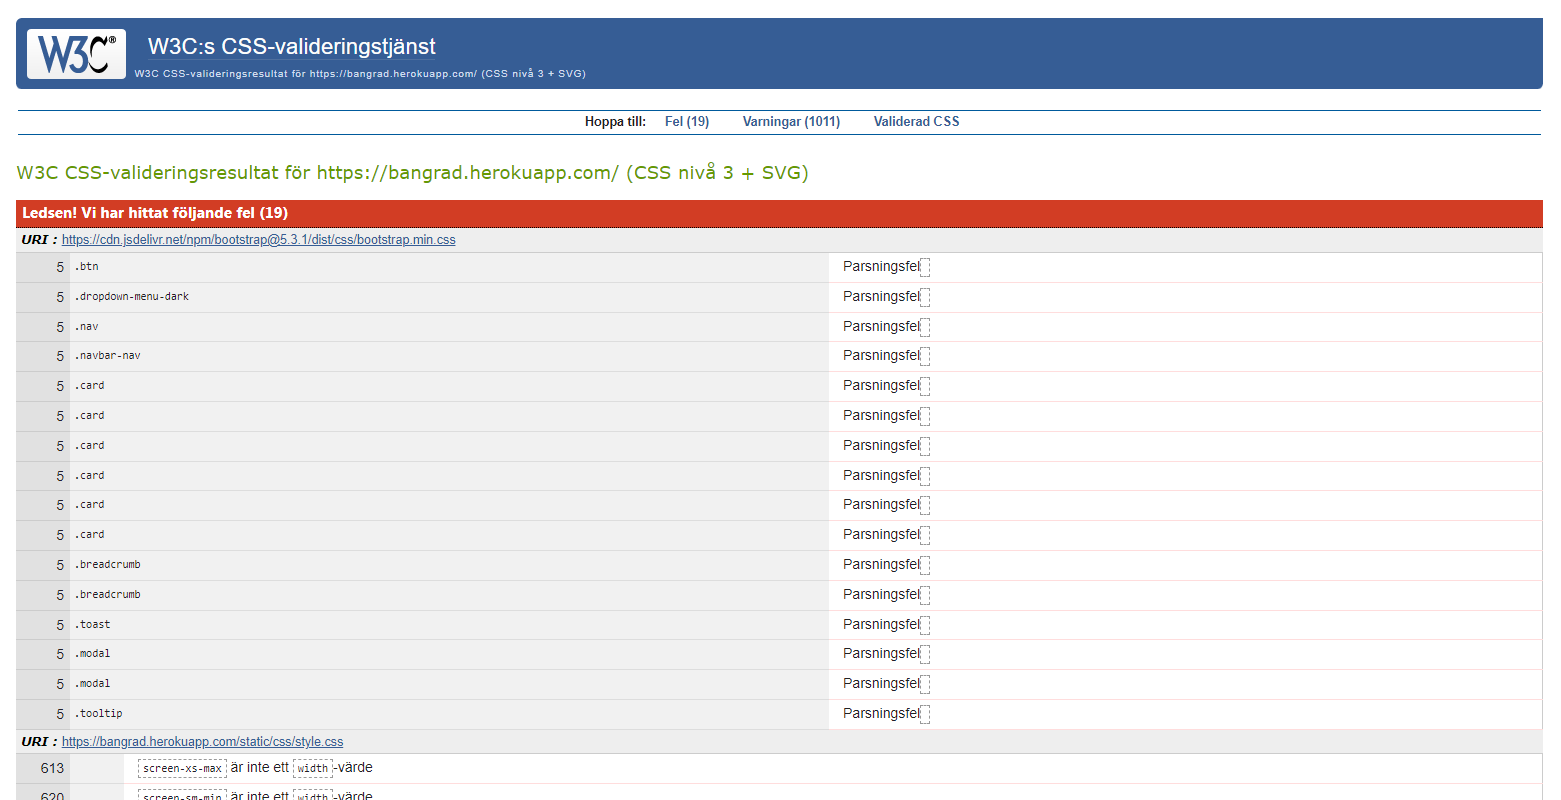 W3C®
W3C:s CSS-valideringstjänst
W3C CSS-valideringsresultat för https://bangrad.herokuapp.com/ (CSS nivå 3 + SVG)
Hoppa till: Fel (19) Varningar (1011) Validerad CSS
W3C CSS-valideringsresultat för https://bangrad.herokuapp.com/ (CSS nivå 3 + SVG)
Ledsen! Vi har hittat följande fel (19)
URI : https://cdn.jsdelivr.net/npm/bootstrap@5.3.1/dist/css/bootstrap.min.css
5 .btn Parsningsfel
5 .dropdown-menu-dark Parsningsfel
5 .nav Parsningsfel
5 .navbar-nav Parsningsfel
5 .card Parsningsfel
5 .card Parsningsfel
5 .card Parsningsfel
5 .card Parsningsfel
5 .card Parsningsfel
5 .card Parsningsfel
5 .breadcrumb Parsningsfel
5 .breadcrumb Parsningsfel
5 .toast Parsningsfel
5 .modal Parsningsfel
5 .modal Parsningsfel
5 .tooltip Parsningsfel
URI : https://bangrad.herokuapp.com/static/css/style.css
613 screen-xs-max är inte ett width-värde
620 screen-sm-min är inte ett width-värde